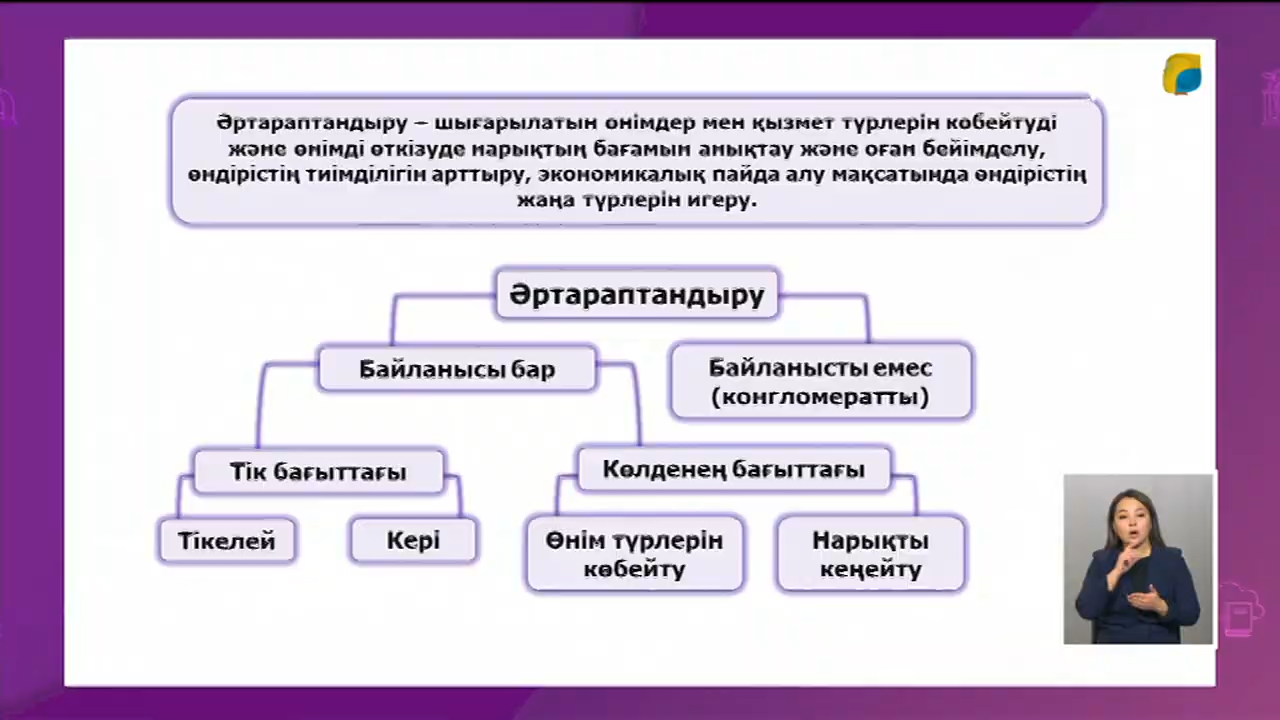 Әртараптандыру – шығарылатын өнімдер мен қызмет түрлерін көбейтуді
және өнімді өткізуде нарықтың бағамын анықтау және оған бейімделу,
өндірістің тиімділігін арттыру, экономикалық пайда алу мақсатында өндірістің
жаңа түрлерін игеру.
Әртараптандыру
Байланысы бар
Байланысты емес
(конгломератты)
Тік бағыттағы
Көлденең бағыттағы
Тікелей
Кері
Өнім түрлерін
көбейту
Нарықты
кеңейту